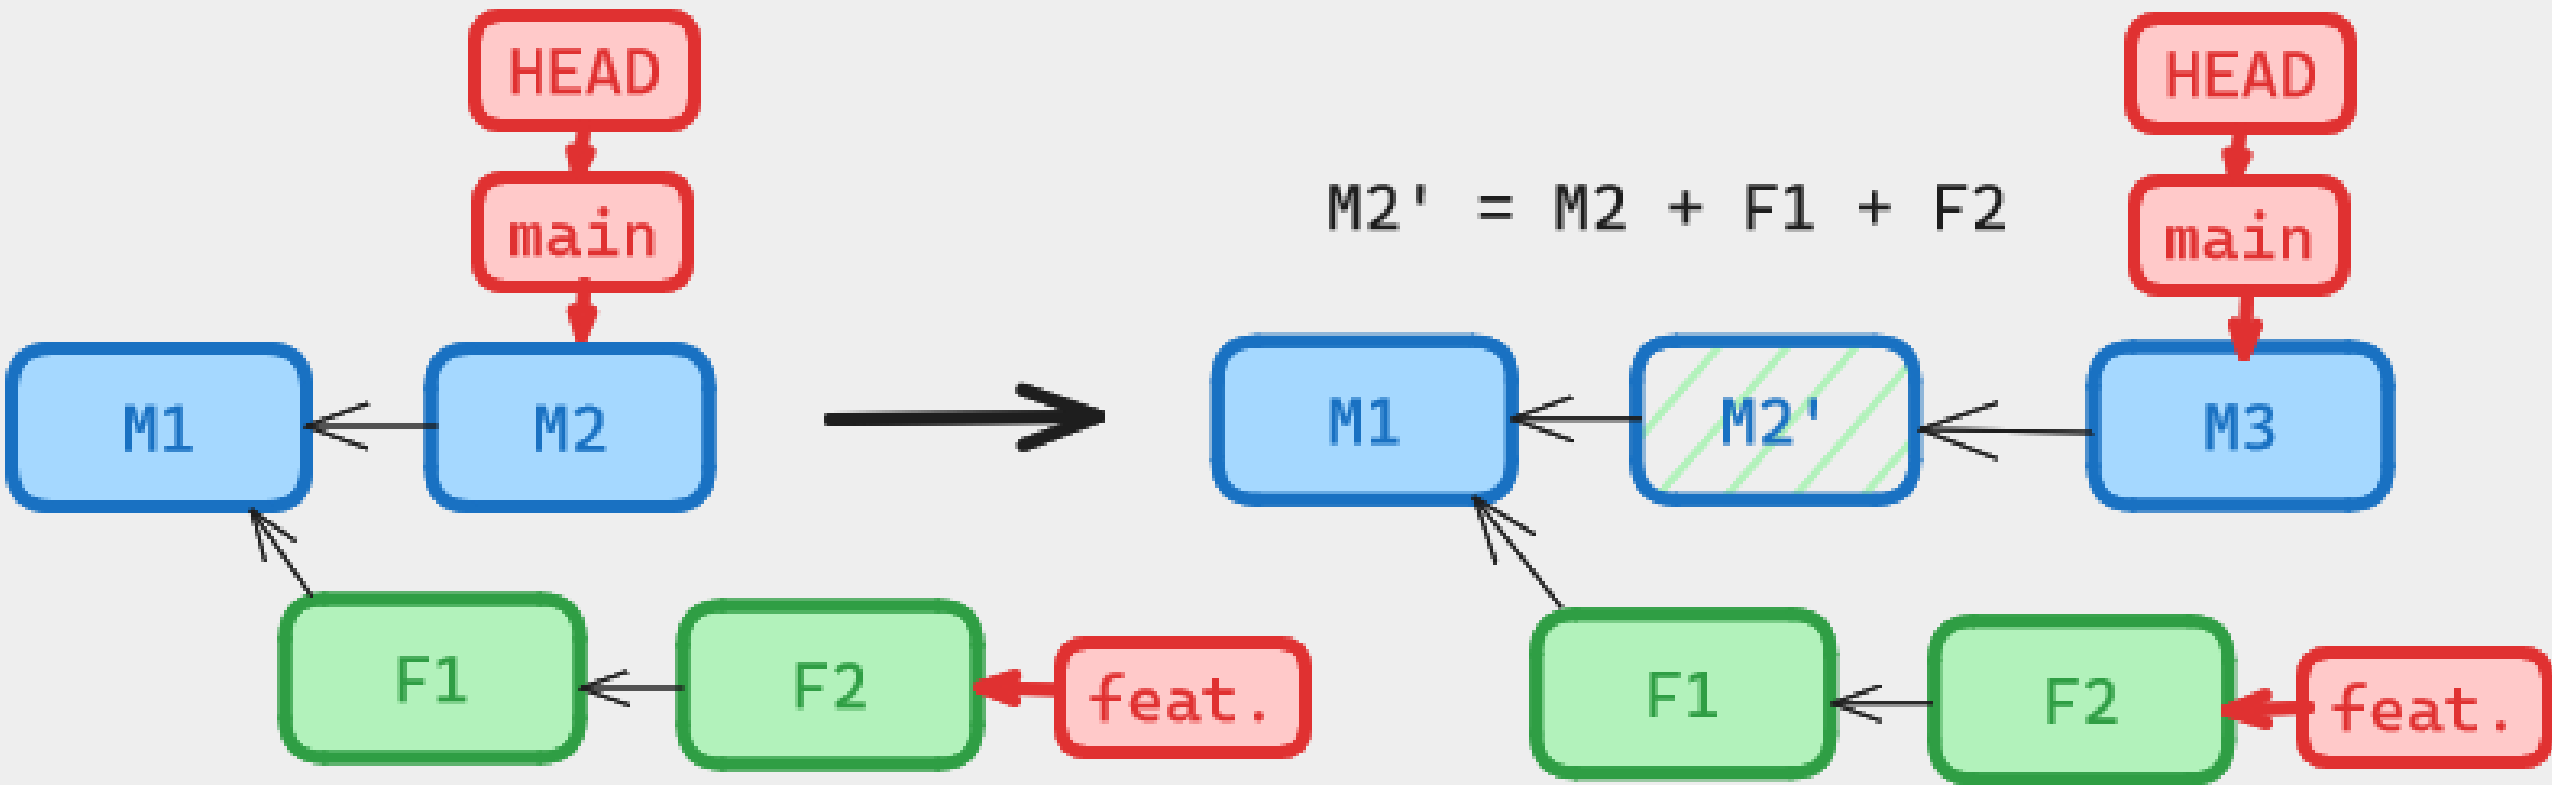 HEAD
main
M1
M2
F1
F2
feat.
M2' = M2 + F1 + F2
HEAD
main
M1
M2'
M3
F1
F2
feat.